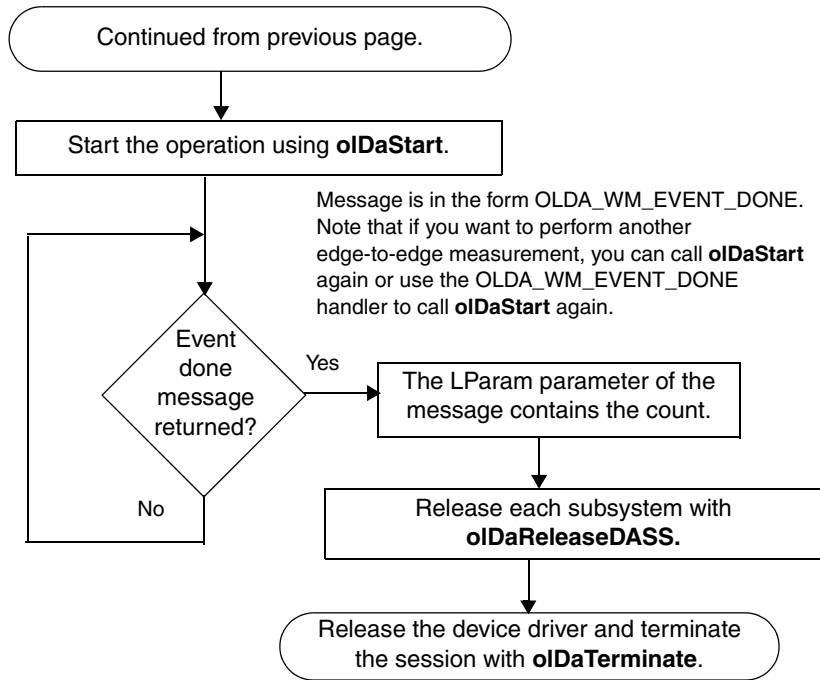 Continued from previous page.
Start the operation using olDaStart.
Message is in the form OLDA_WM_EVENT_DONE.
Note that if you want to perform another
edge-to-edge measurement, you can call olDaStart
again or use the OLDA_WM_EVENT_DONE
handler to call olDaStart again.
Event
done
message
returned?
Yes
The LParam parameter of the
message contains the count.
No
Release each subsystem with
olDaReleaseDASS.
Release the device driver and terminate
the session with olDaTerminate.